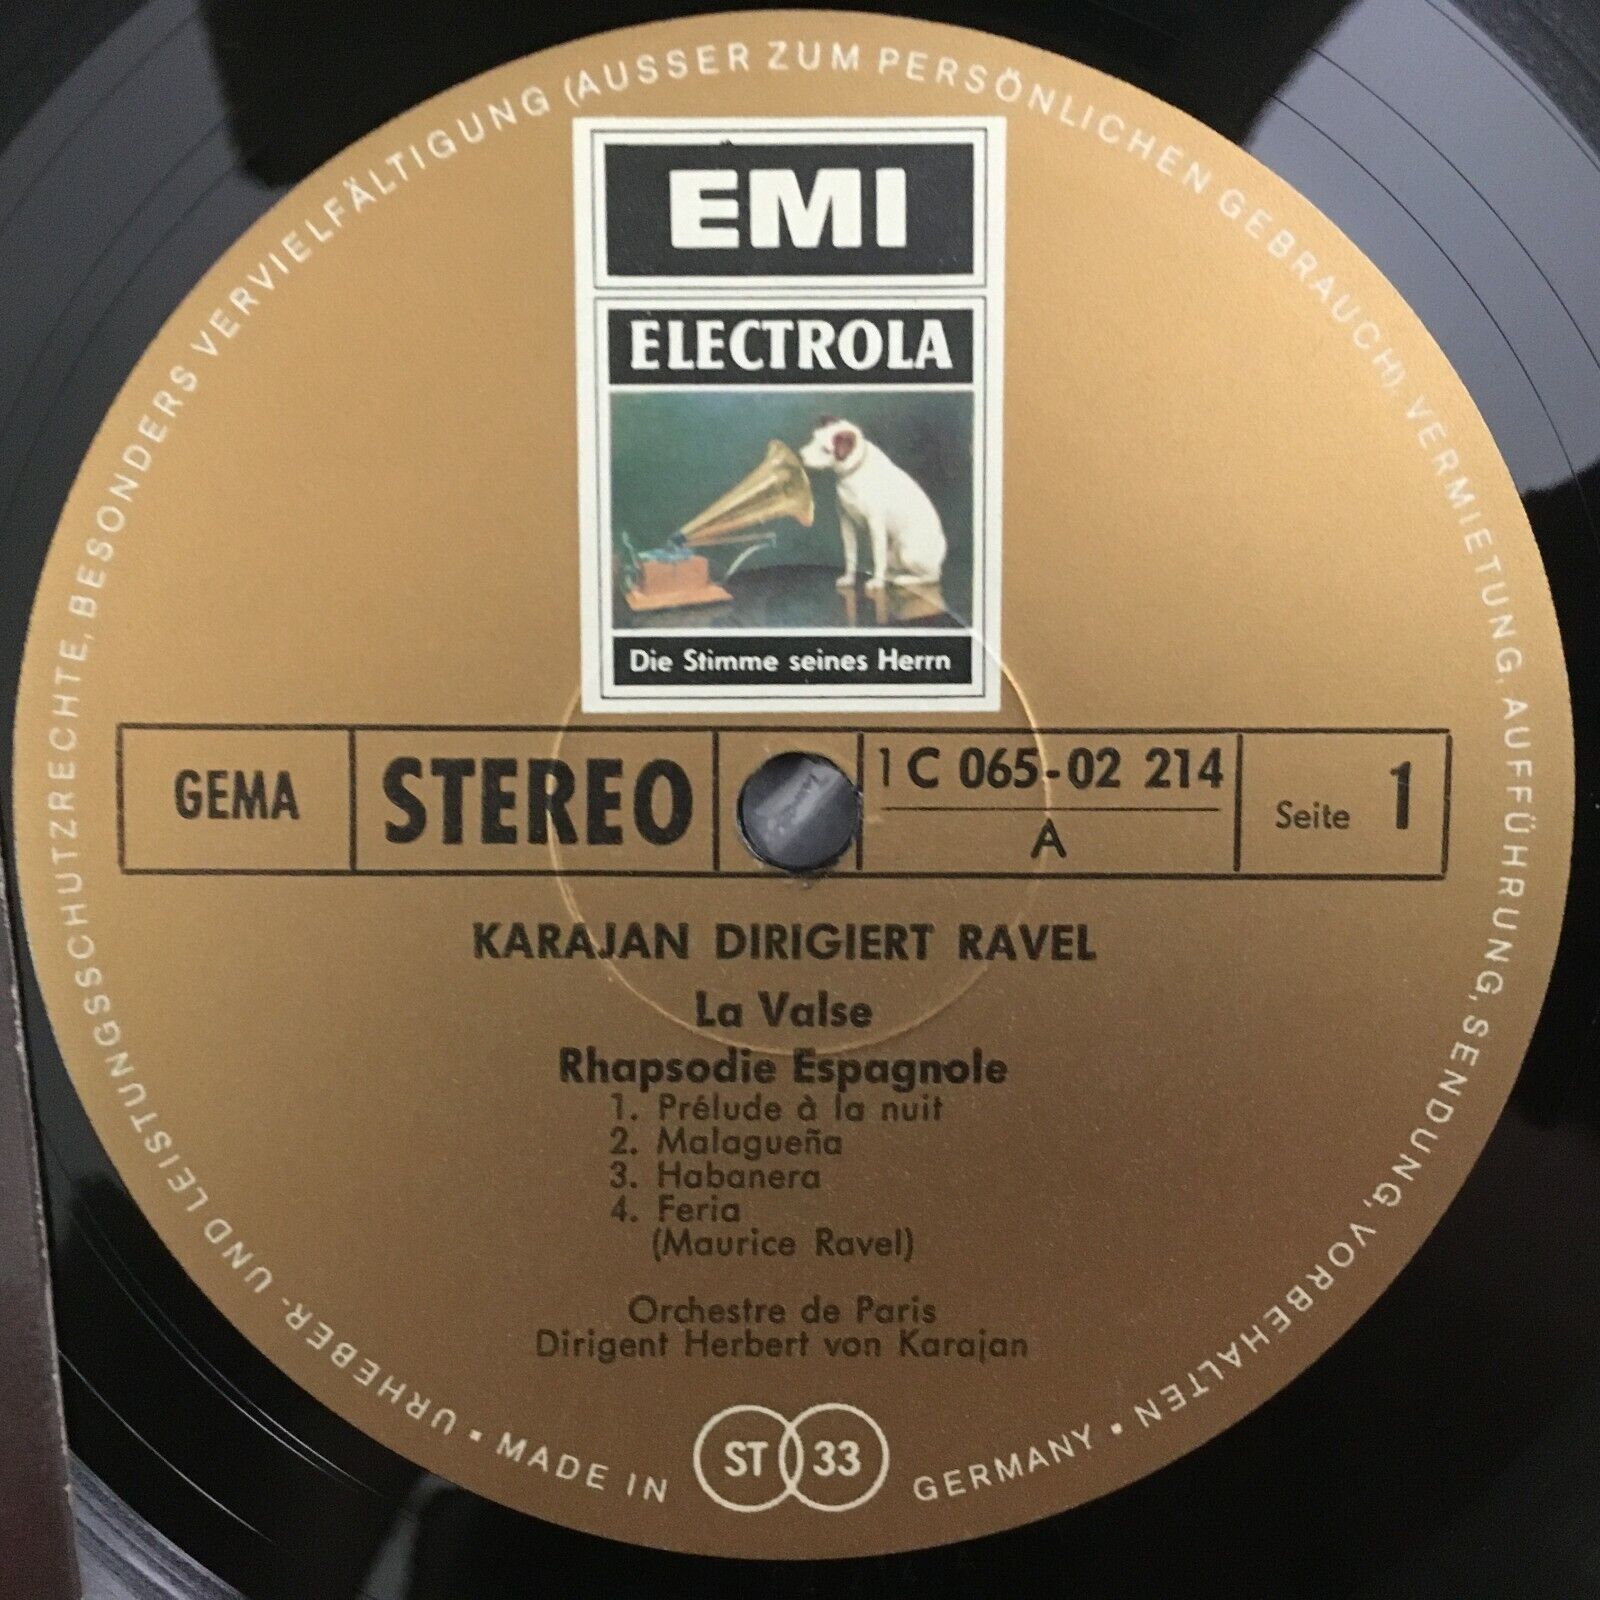 URHEBER- UND LEISTUNGSSCHUTZRECHTE, BESONDERS VERVIELFÄLTIGUNG (AUSSER ZUM PERSÖNLICHEN GEBRAUCH), VERMIETUNG, AUFFÜHRUNG, SENDUNG, VORBEHALTEN •
EMI
ELECTROLA
Die Stimme seines Herrn
GEMA STEREO 1 C 065-02 214 Seite 1
A
KARAJAN DIRIGIERT RAVEL
La Valse
Rhapsodie Espagnole
1. Prélude à la nuit
2. Malagueña
3. Habanera
4. Feria
(Maurice Ravel)
Orchestre de Paris
Dirigent Herbert von Karajan
• MADE IN ST 33 GERMANY